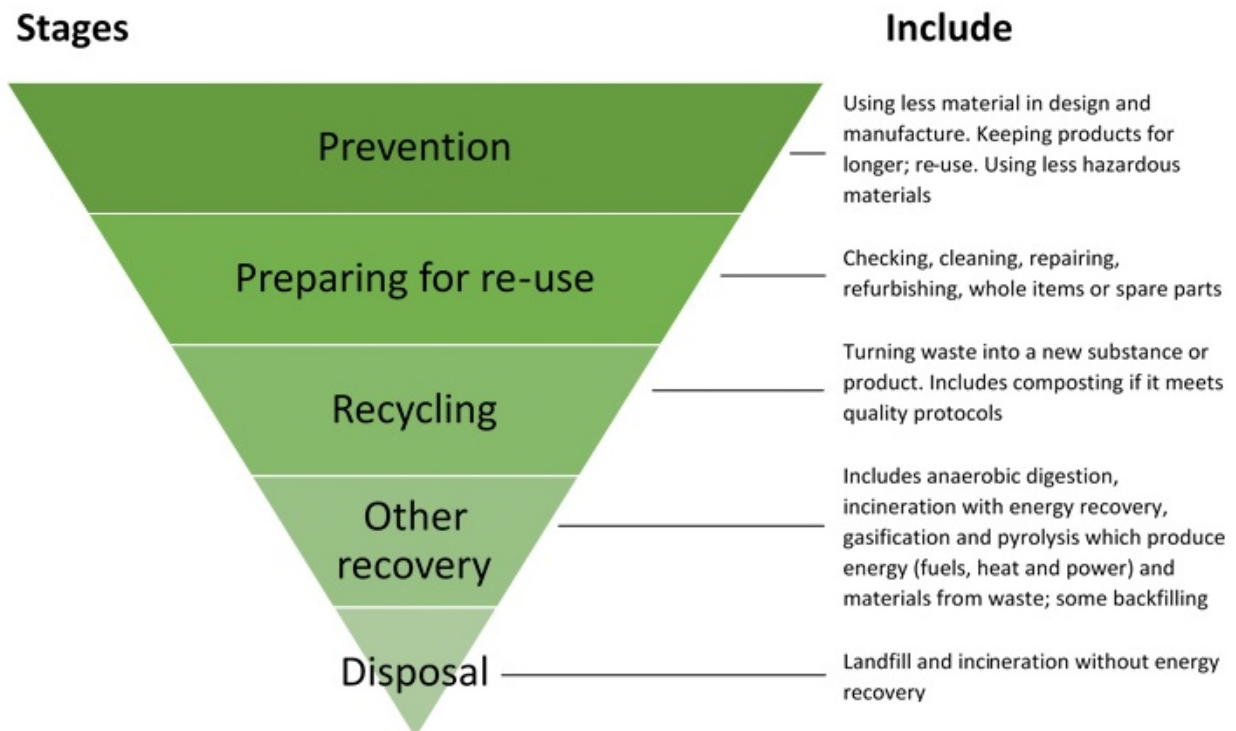 Stages
Include
Prevention
Using less material in design and
manufacture. Keeping products for
longer; re-use. Using less hazardous
materials
Preparing for re-use
Checking, cleaning, repairing,
refurbishing, whole items or spare parts
Recycling
Turning waste into a new substance or
product. Includes composting if it meets
quality protocols
Other
recovery
Includes anaerobic digestion,
incineration with energy recovery,
gasification and pyrolysis which produce
energy (fuels, heat and power) and
materials from waste; some backfilling
Disposal
Landfill and incineration without energy
recovery